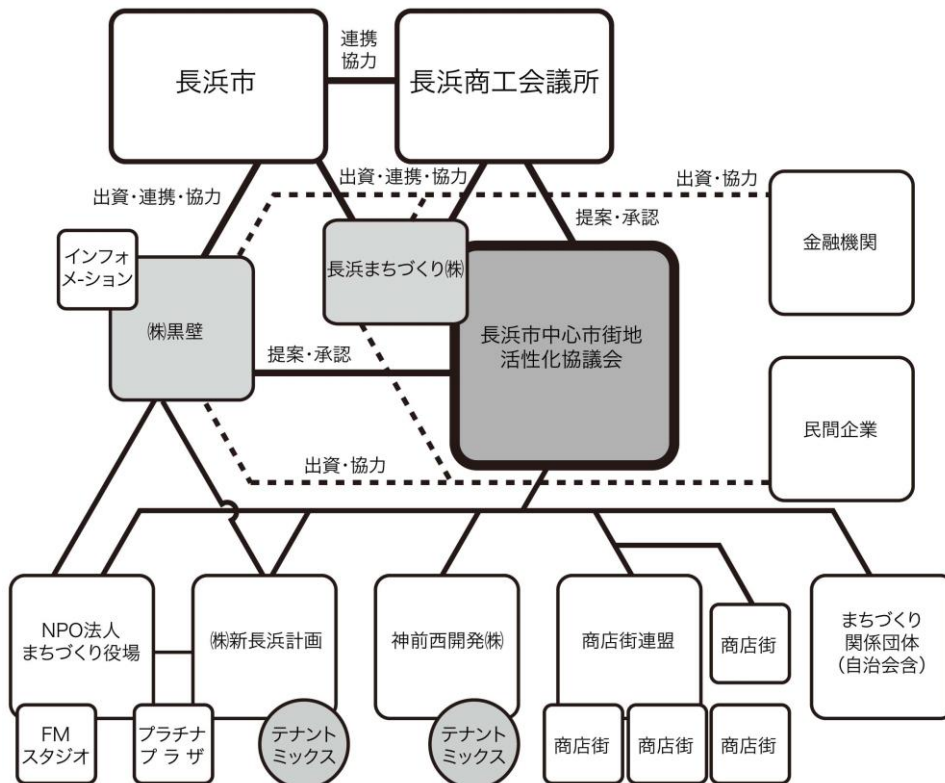 長浜市
連携
協力
長浜商工会議所
出資・連携・協力
出資・連携・協力
出資・協力
提案・承認
金融機関
インフォ
メ-ション
長浜まちづくり㈱
㈱黒壁
提案・承認
長浜市中心市街地
活性化協議会
民間企業
出資・協力
NPO法人
まちづくり役場
㈱新長浜計画
神前西開発㈱
商店街連盟
商店街
まちづくり
関係団体
(自治会含)
FM
スタジオ
プラチナ
プ ラ ザ
テナント
ミックス
テナント
ミックス
商店街
商店街
商店街